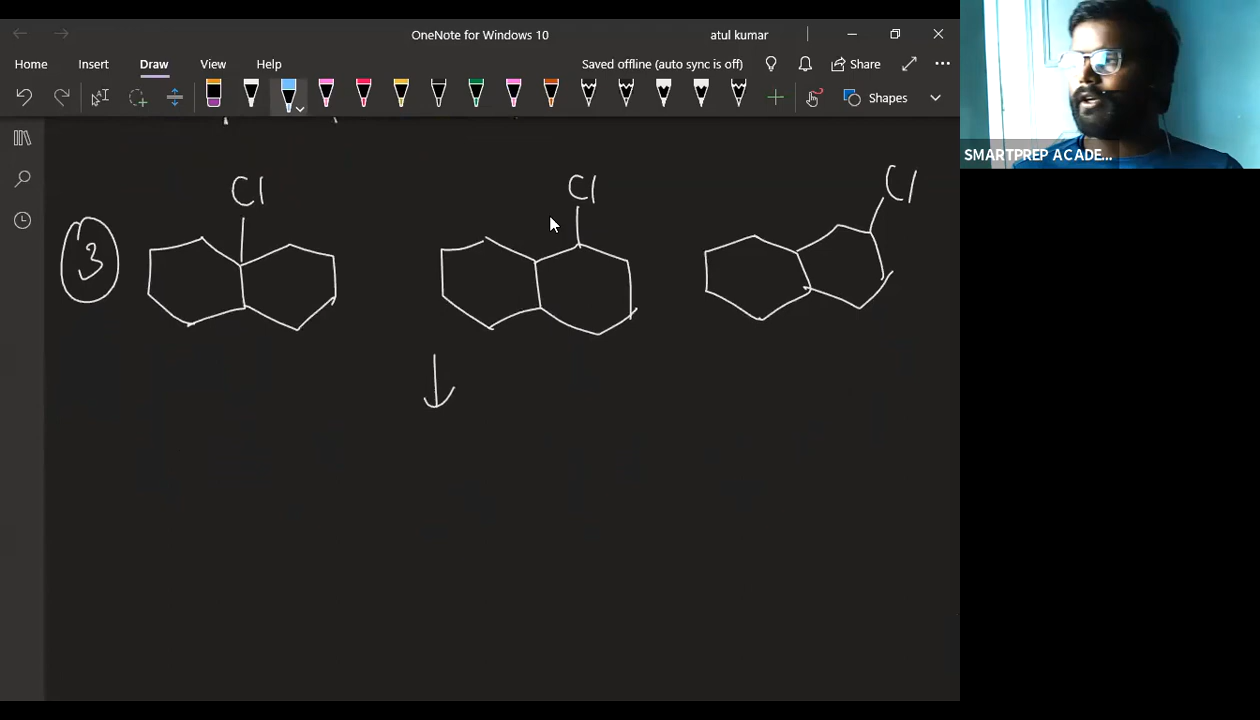 OneNote for Windows 10 atul kumar
Home Insert Draw View Help Saved offline (auto sync is off) Share
Shapes
SMARTPREP ACADE...
Cl Cl Cl
3